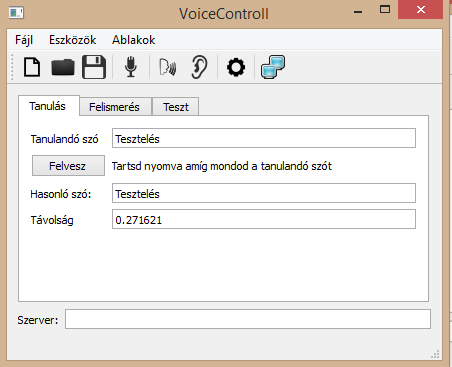 VoiceControll
Fájl Eszközök Ablakok
Tanulás Felismerés Teszt
Tanulandó szó Tesztelés
Felvesz Tartsd nyomva amíg mondod a tanulandó szót
Hasonló szó: Tesztelés
Távolság 0.271621
Szerver: